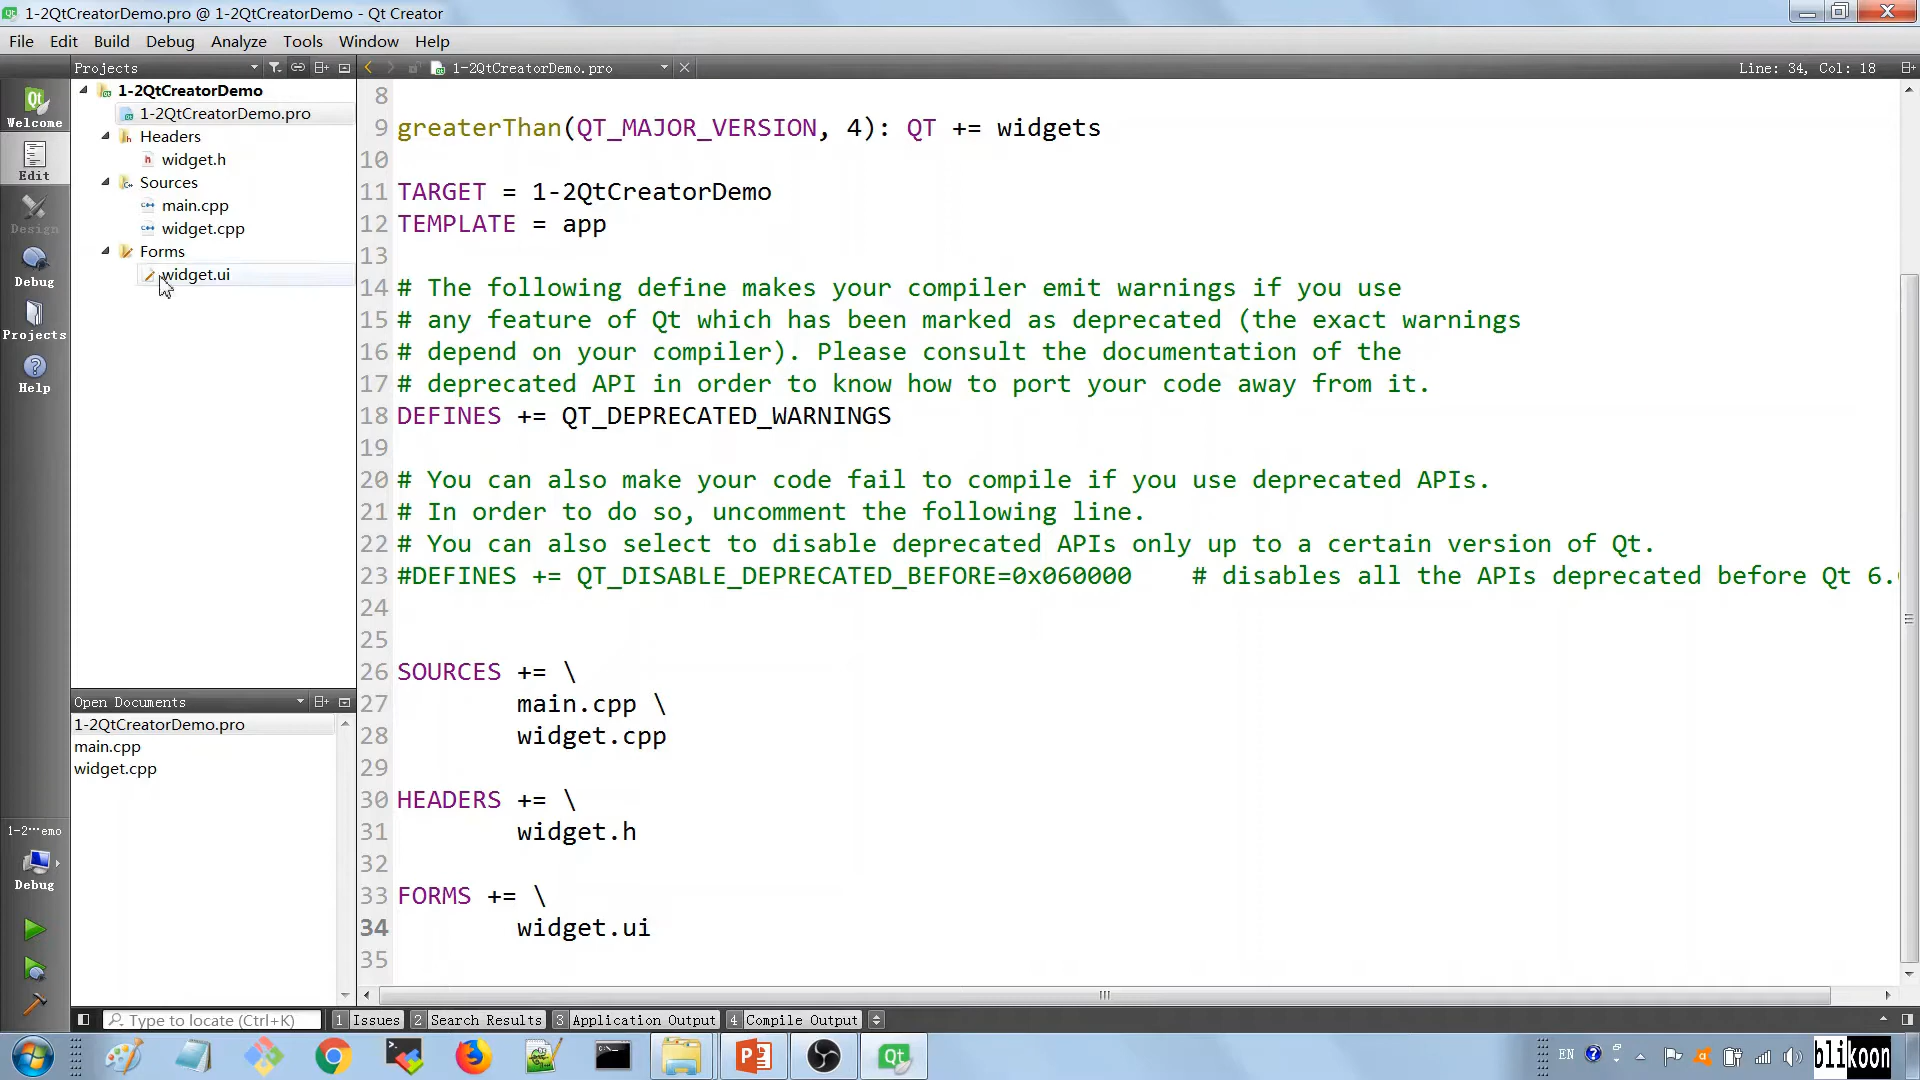 1-2QtCreatorDemo.pro @ 1-2QtCreatorDemo - Qt Creator
File Edit Build Debug Analyze Tools Window Help
Projects 1-2QtCreatorDemo.pro Line: 34, Col: 18
1-2QtCreatorDemo
1-2QtCreatorDemo.pro
Headers
widget.h
Sources
main.cpp
widget.cpp
Forms
widget.ui
Welcome
Edit
Design
Debug
Projects
Help
8
9 greaterThan(QT_MAJOR_VERSION, 4): QT += widgets
10
11 TARGET = 1-2QtCreatorDemo
12 TEMPLATE = app
13
14 # The following define makes your compiler emit warnings if you use
15 # any feature of Qt which has been marked as deprecated (the exact warnings
16 # depend on your compiler). Please consult the documentation of the
17 # deprecated API in order to know how to port your code away from it.
18 DEFINES += QT_DEPRECATED_WARNINGS
19
20 # You can also make your code fail to compile if you use deprecated APIs.
21 # In order to do so, uncomment the following line.
22 # You can also select to disable deprecated APIs only up to a certain version of Qt.
23 #DEFINES += QT_DISABLE_DEPRECATED_BEFORE=0x060000 # disables all the APIs deprecated before Qt 6.
24
25
26 SOURCES += \
27 main.cpp \
28 widget.cpp
29
30 HEADERS += \
31 widget.h
32
33 FORMS += \
34 widget.ui
35
Open Documents
1-2QtCreatorDemo.pro
main.cpp
widget.cpp
1-2···emo
Debug
Type to locate (Ctrl+K) 1 Issues 2 Search Results 3 Application Output 4 Compile Output
EN
blikoon